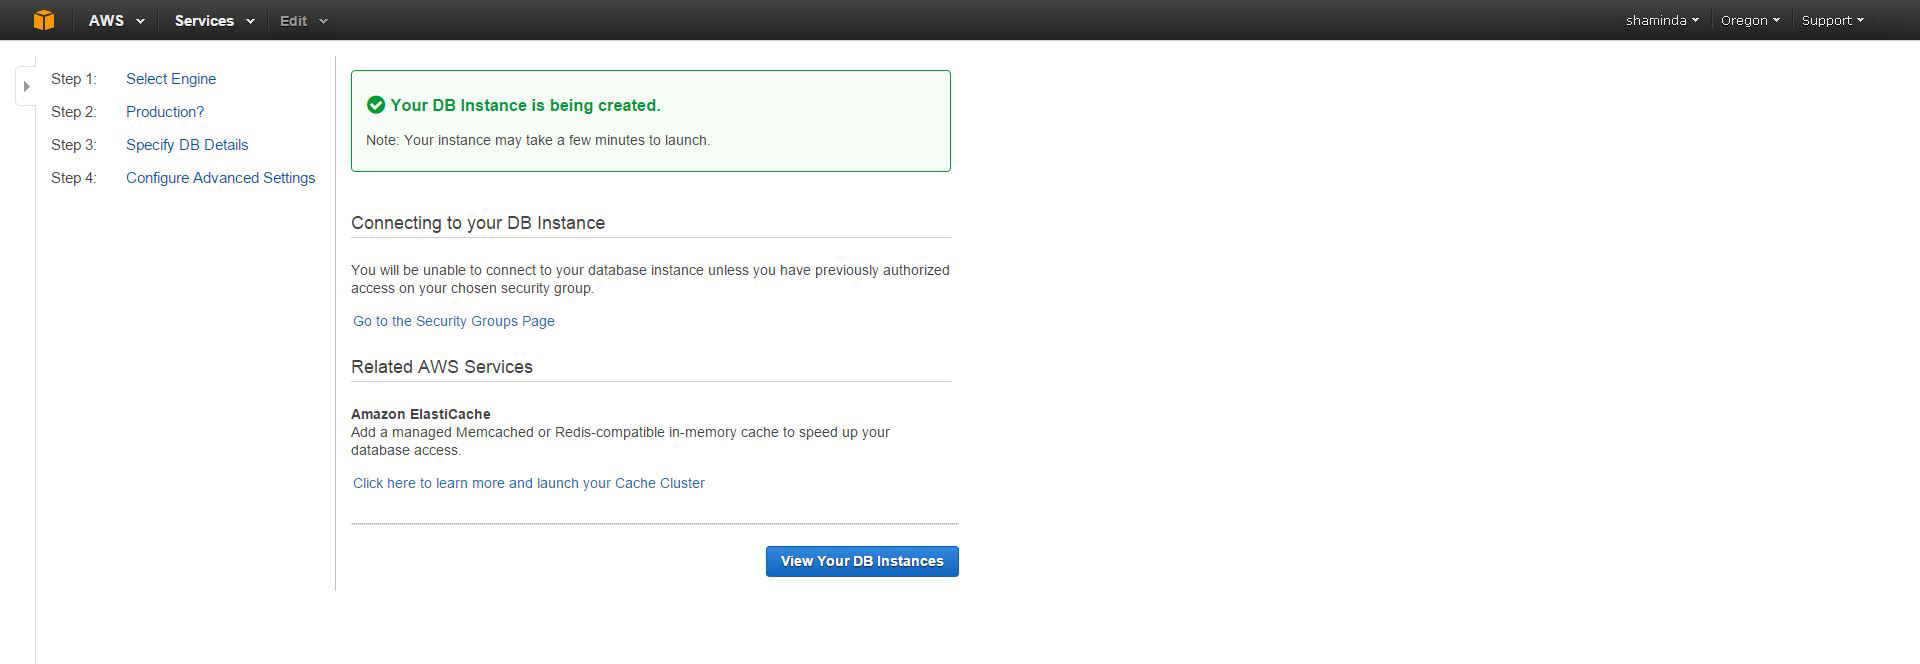 AWS Services Edit shaminda Oregon Support
Step 1: Select Engine
Step 2: Production?
Step 3: Specify DB Details
Step 4: Configure Advanced Settings
Your DB Instance is being created.
Note: Your instance may take a few minutes to launch.
Connecting to your DB Instance
You will be unable to connect to your database instance unless you have previously authorized
access on your chosen security group.
Go to the Security Groups Page
Related AWS Services
Amazon ElastiCache
Add a managed Memcached or Redis-compatible in-memory cache to speed up your
database access.
Click here to learn more and launch your Cache Cluster
View Your DB Instances